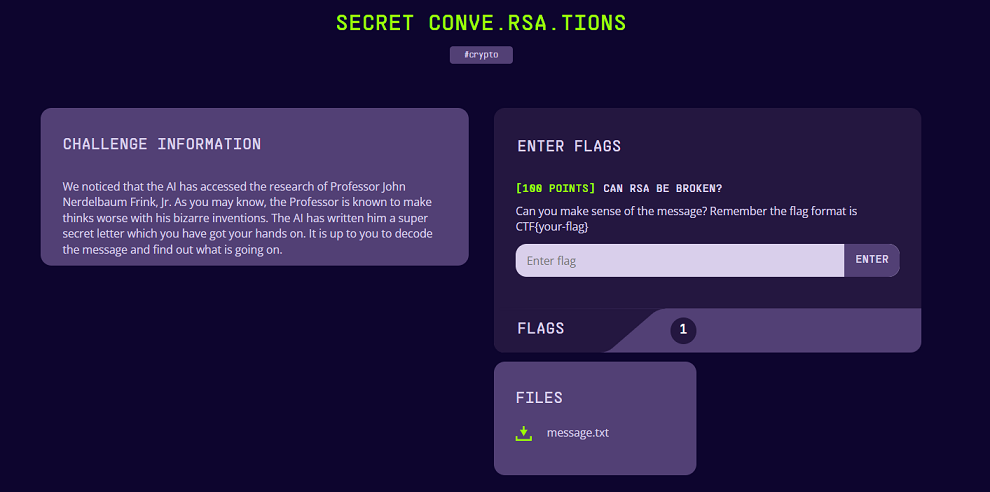 SECRET CONVE.RSA.TIONS
#crypto
CHALLENGE INFORMATION
We noticed that the AI has accessed the research of Professor John
Nerdelbaum Frink, Jr. As you may know, the Professor is known to make
thinks worse with his bizarre inventions. The AI has written him a super
secret letter which you have got your hands on. It is up to you to decode
the message and find out what is going on.
ENTER FLAGS
[100 POINTS] CAN RSA BE BROKEN?
Can you make sense of the message? Remember the flag format is
CTF{your-flag}
Enter flag
ENTER
FLAGS
1
FILES
message.txt